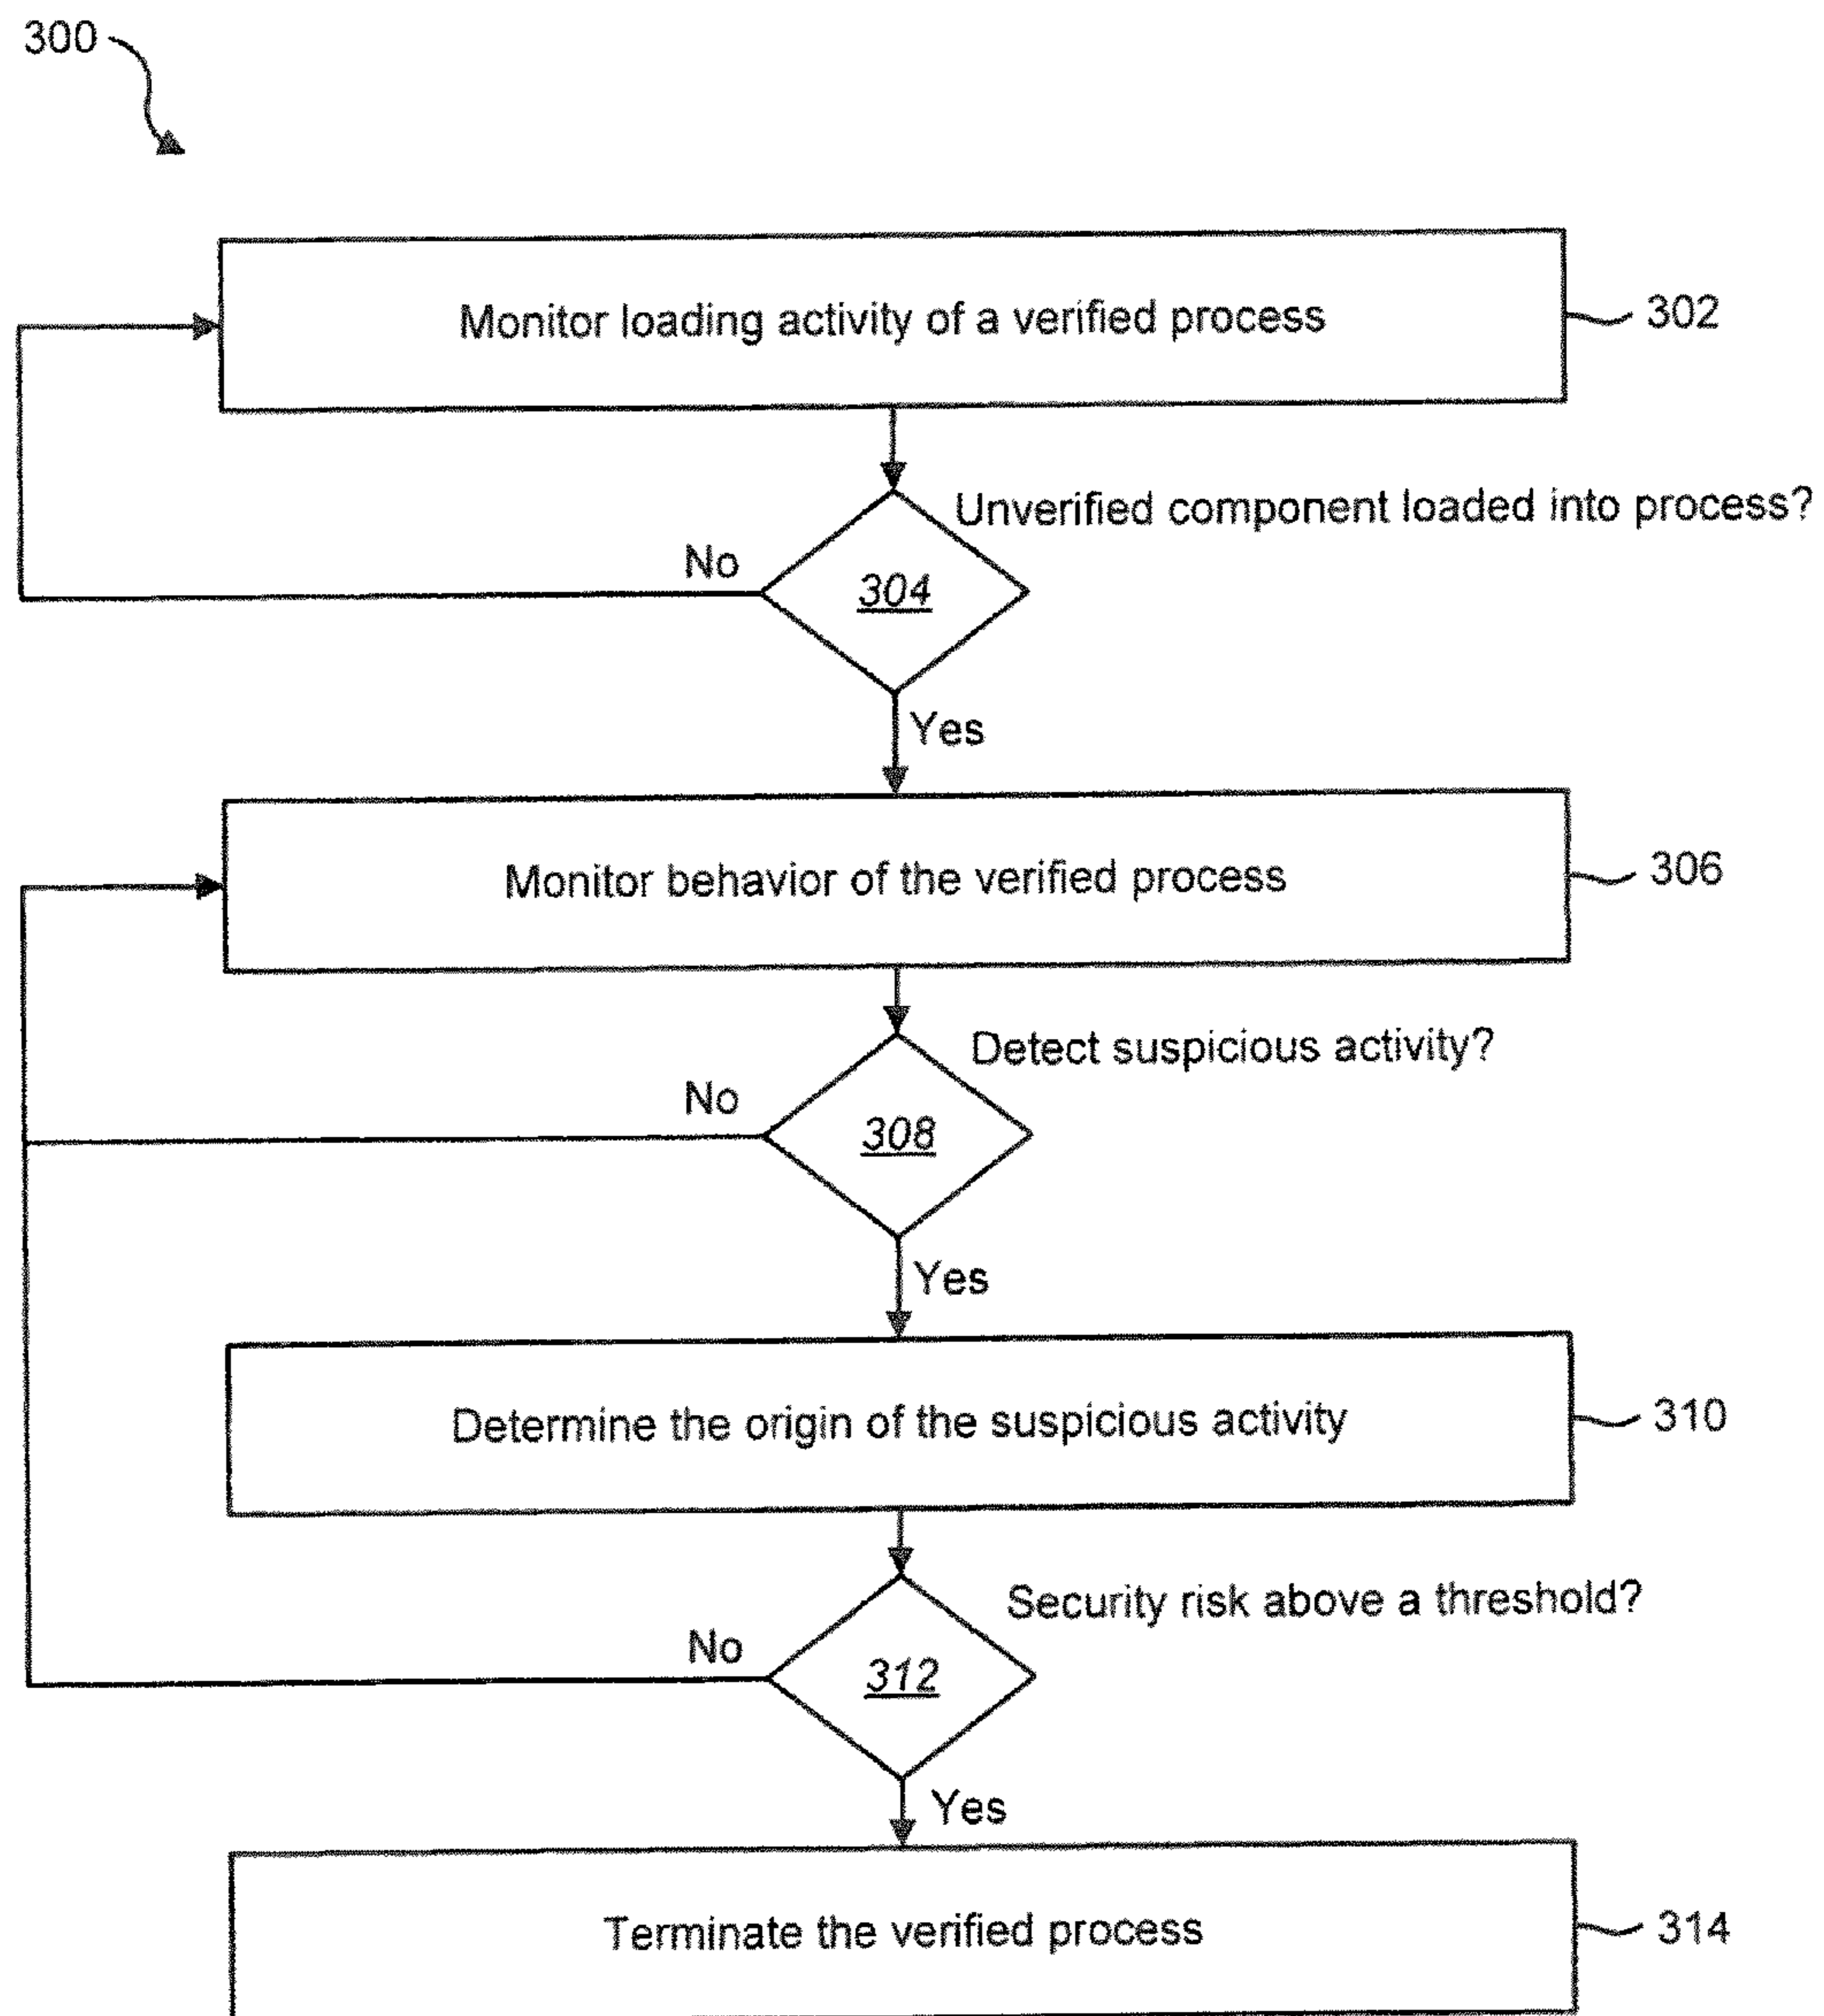 300
Monitor loading activity of a verified process
302
Unverified component loaded into process?
No
304
Yes
Monitor behavior of the verified process
306
Detect suspicious activity?
No
308
Yes
Determine the origin of the suspicious activity
310
Security risk above a threshold?
No
312
Yes
Terminate the verified process
314